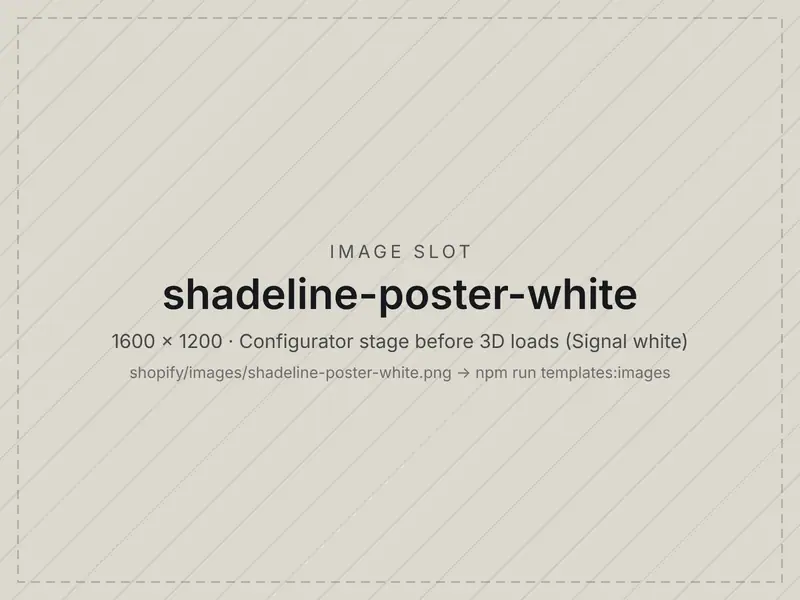 IMAGE SLOT
shadeline-poster-white
1600 × 1200 · Configurator stage before 3D loads (Signal white)
shopify/images/shadeline-poster-white.png → npm run templates:images